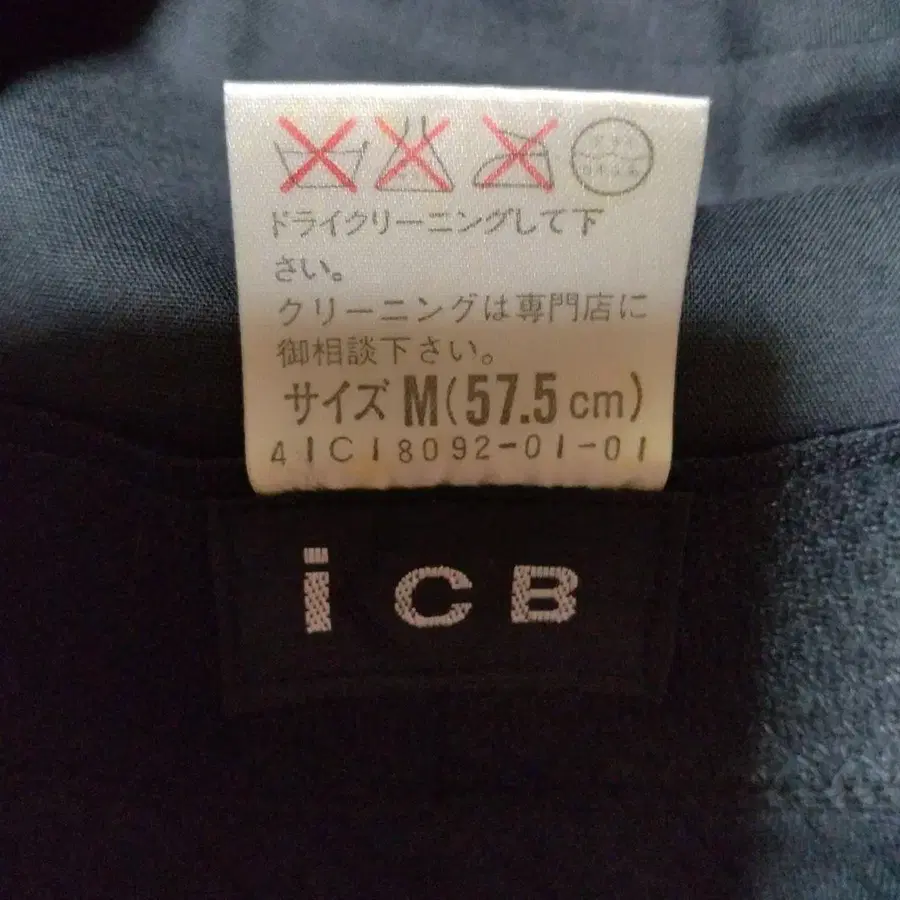 ドライクリーニングして下
さい。
クリーニングは専門店に
御相談下さい。
サイズ M(57.5cm)
41C18092-01-01
iCB